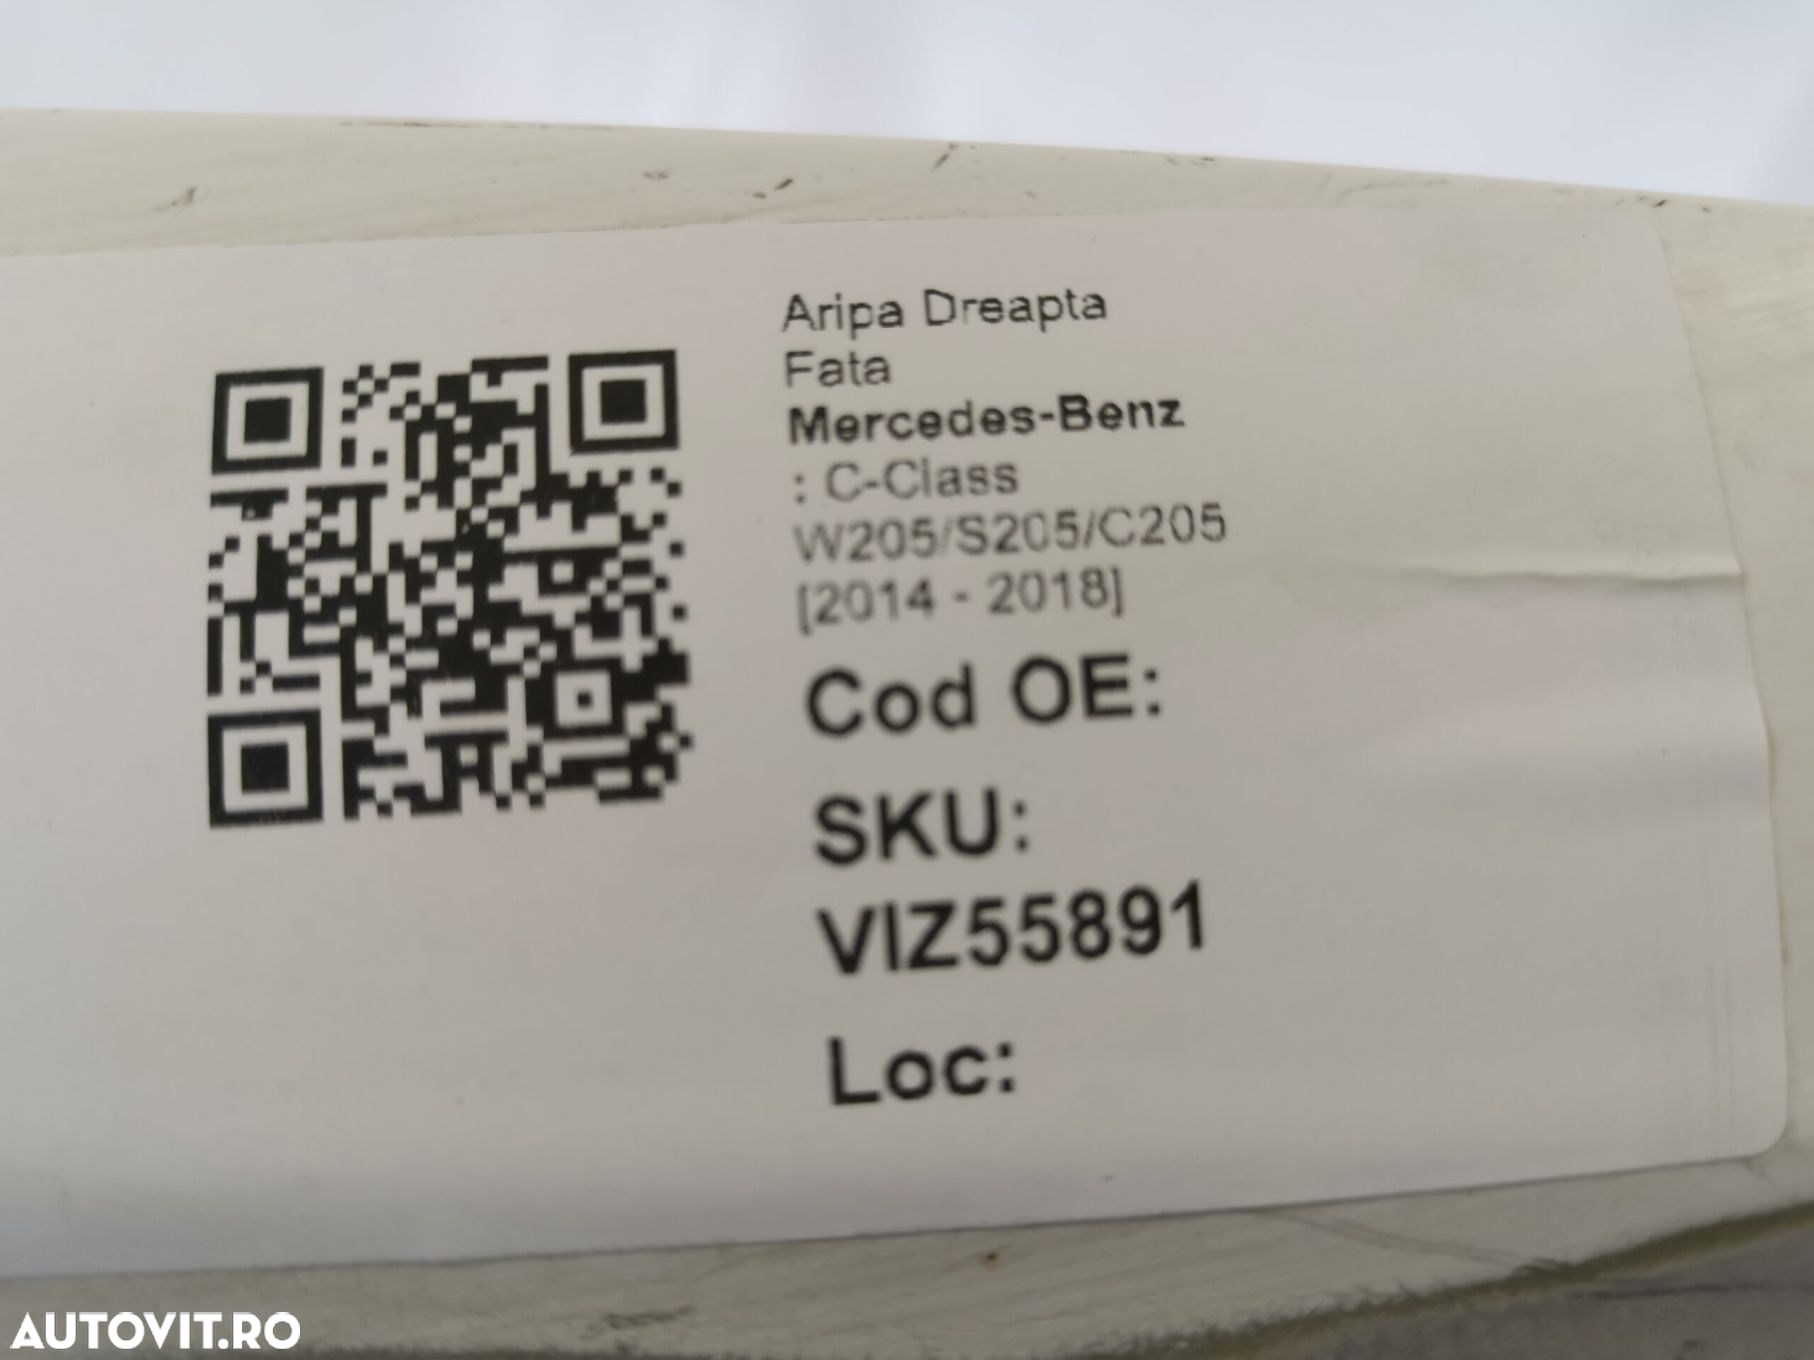 Aripa Dreapta
Fata
Mercedes-Benz
: C-Class
W205/S205/C205
[2014 - 2018]
Cod OE:
SKU:
VIZ55891
Loc:
AUTOVIT.RO